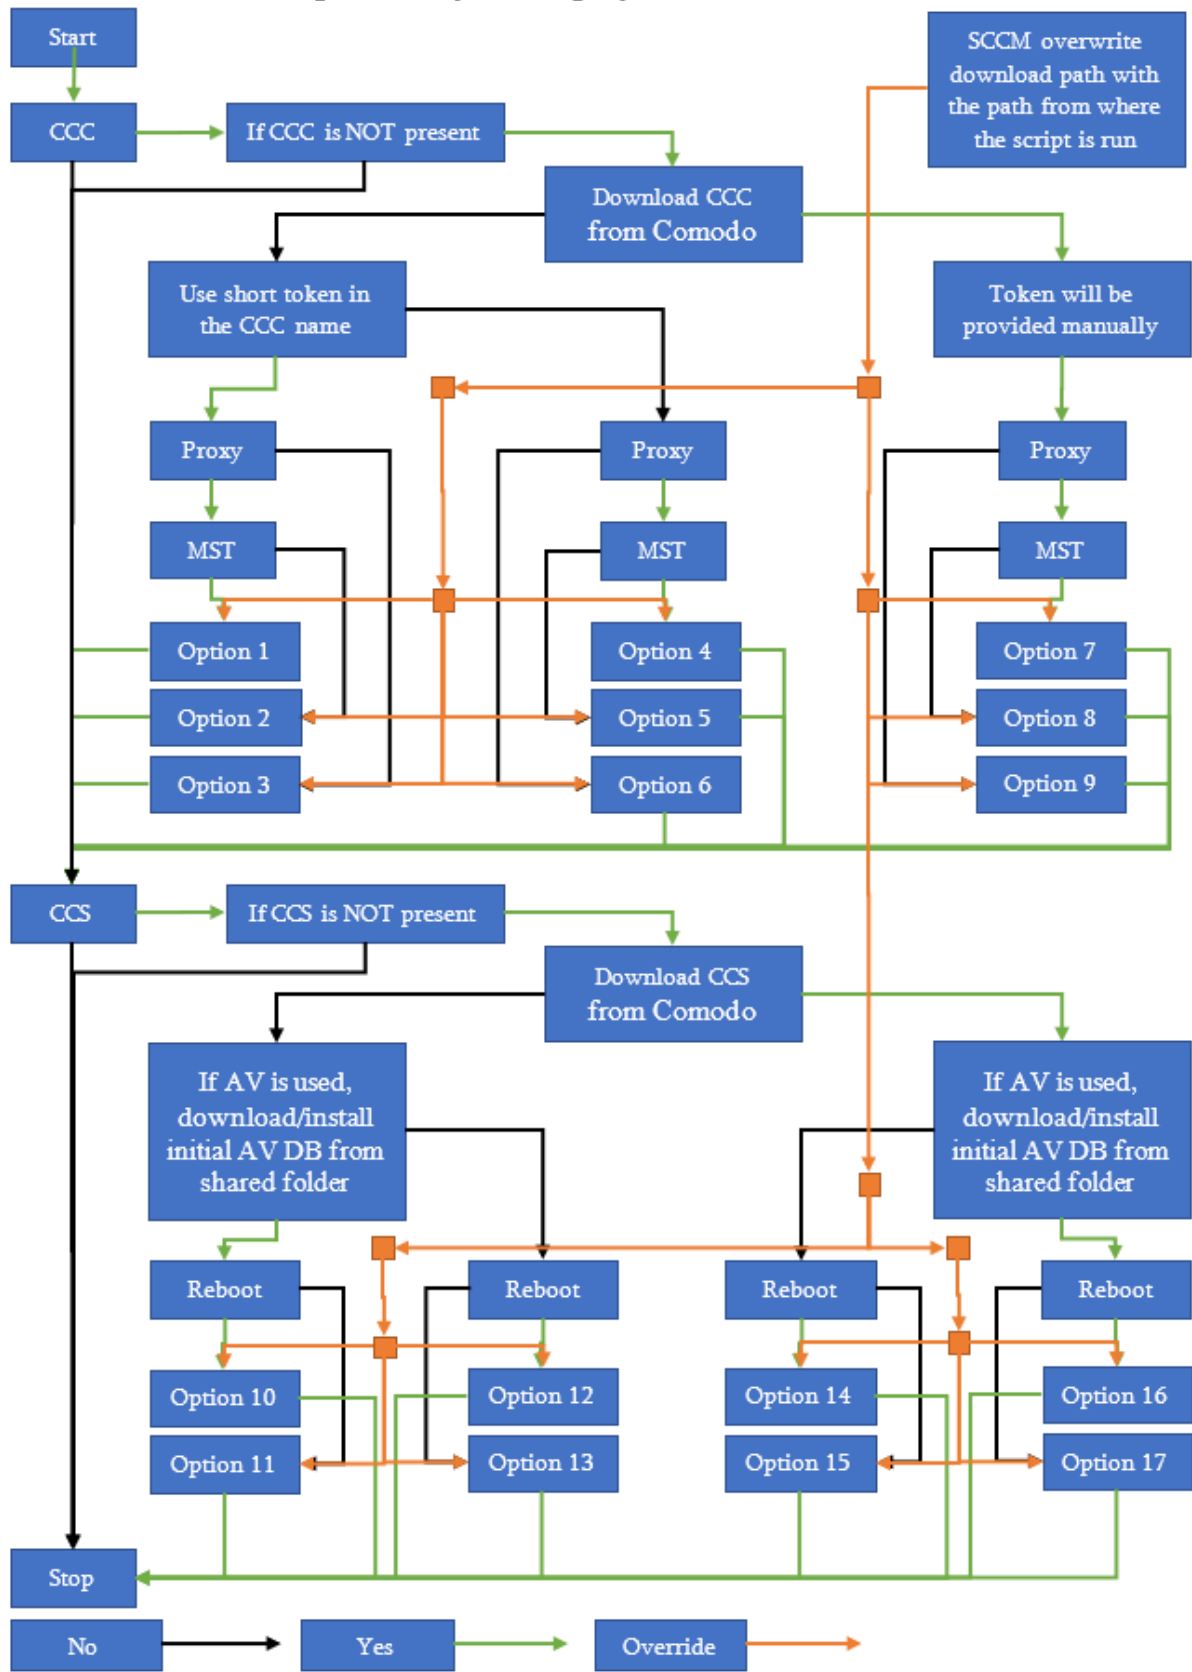 Start
SCCM overwrite
download path with
the path from where
the script is run
CCC
If CCC is NOT present
Download CCC
from Comodo
Use short token in
the CCC name
Token will be
provided manually
Proxy
Proxy
Proxy
MST
MST
MST
Option 1
Option 4
Option 7
Option 2
Option 5
Option 8
Option 3
Option 6
Option 9
CCS
If CCS is NOT present
Download CCS
from Comodo
If AV is used,
download/install
initial AV DB from
shared folder
If AV is used,
download/install
initial AV DB from
shared folder
Reboot
Reboot
Reboot
Reboot
Option 10
Option 12
Option 14
Option 16
Option 11
Option 13
Option 15
Option 17
Stop
No
Yes
Override